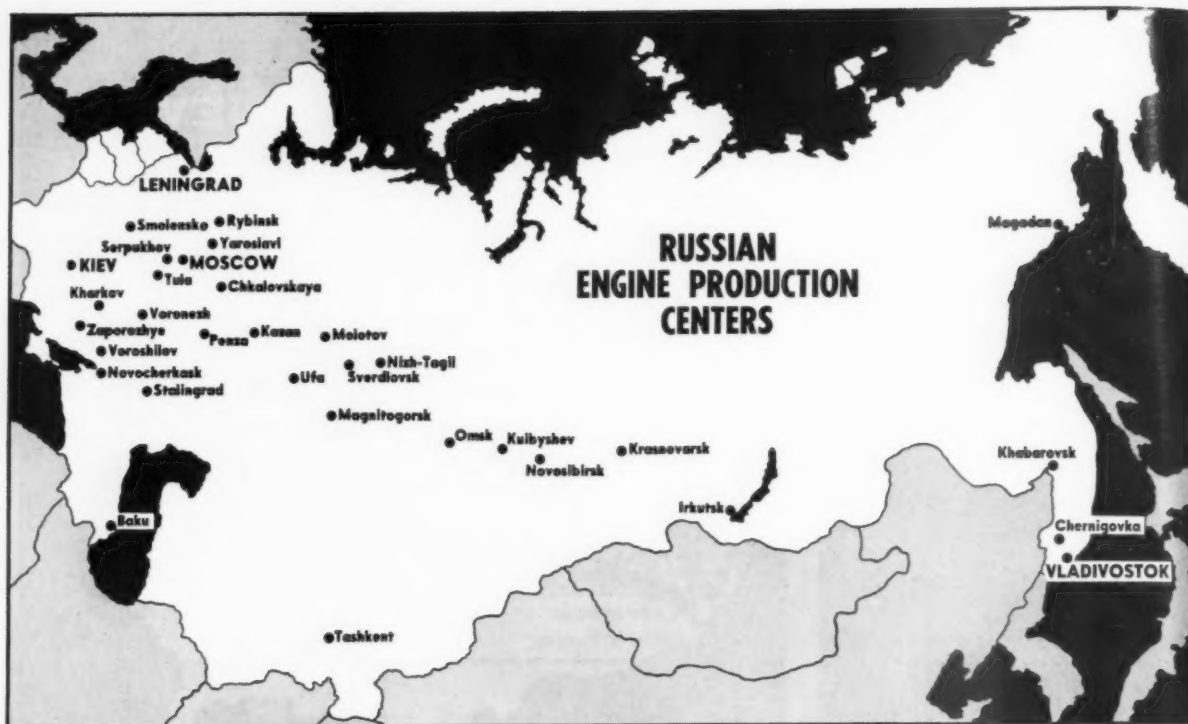 LENINGRAD
Smolensko
Rybinsk
Serpukhov
Yaroslavl
KIEV
MOSCOW
Tula
Chkalovskaya
Kharkov
Voronezh
Zaporozhye
Penza
Kazan
Molotov
Voroshilov
Nizh-Tagil
Novocherkask
Ufa
Sverdlovsk
Stalingrad
Magnitogorsk
Omsk
Kuibyshev
Krasnovarsk
Novosibirsk
Irkutsk
Baku
Tashkent
RUSSIAN
ENGINE PRODUCTION
CENTERS
Magadan
Khabarovsk
Chernigovka
VLADIVOSTOK